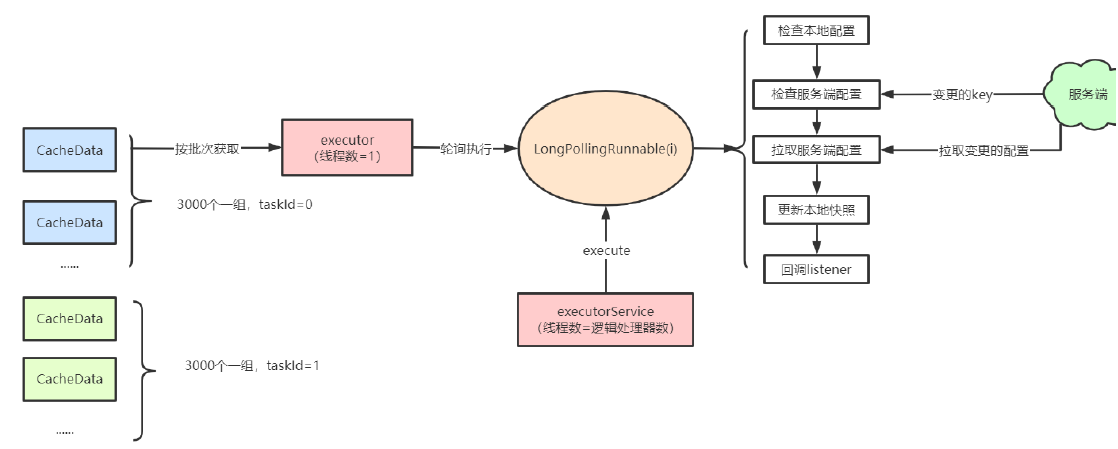 CacheData
CacheData
......
3000个一组，taskId=0
CacheData
CacheData
......
3000个一组，taskId=1
按批次获取
executor
（线程数=1）
轮询执行
LongPollingRunnable(i)
execute
executorService
（线程数=逻辑处理器数）
检查本地配置
检查服务端配置
拉取服务端配置
更新本地快照
回调listener
变更的key
拉取变更的配置
服务端